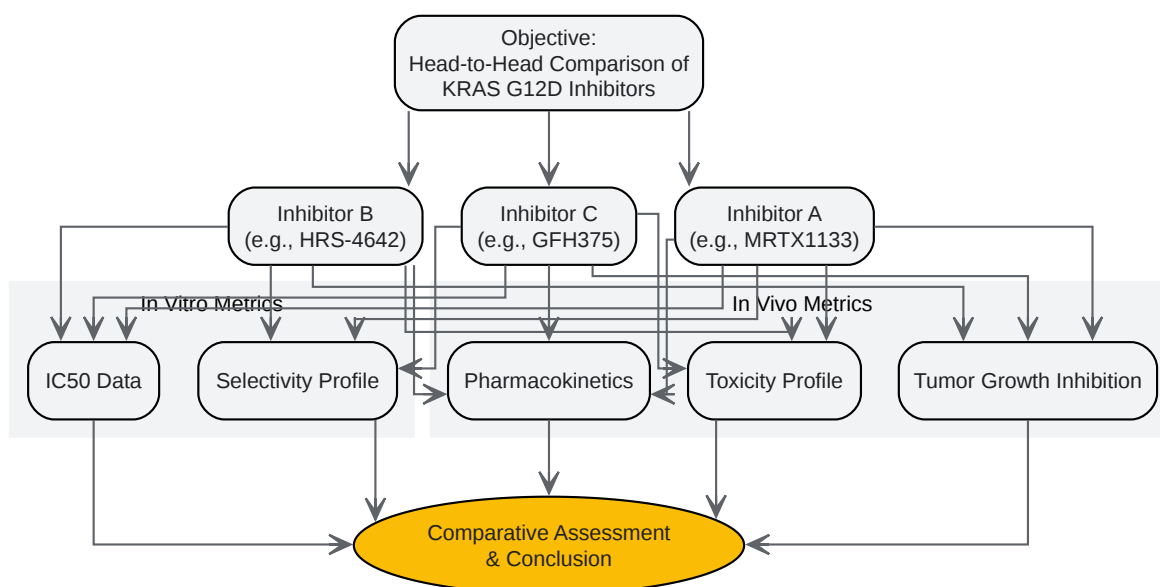 Objective:
Head-to-Head Comparison of
KRAS G12D Inhibitors
Inhibitor B
(e.g., HRS-4642)
Inhibitor C
(e.g., GFH375)
Inhibitor A
(e.g., MRTX1133)
In Vitro Metrics
In Vivo Metrics
IC50 Data
Selectivity Profile
Pharmacokinetics
Toxicity Profile
Tumor Growth Inhibition
Comparative Assessment
& Conclusion